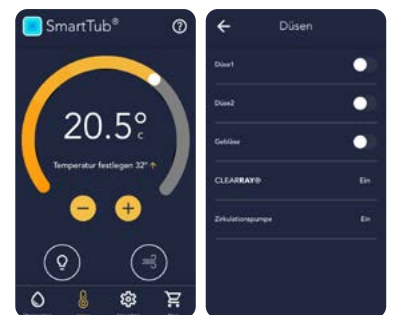 SmartTub®
20.5°c
Temperatur festlegen 32° ↑
Düsen
Düse1
Düse2
Gebläse
CLEARRAY® Ein
Zirkulationspumpe Ein